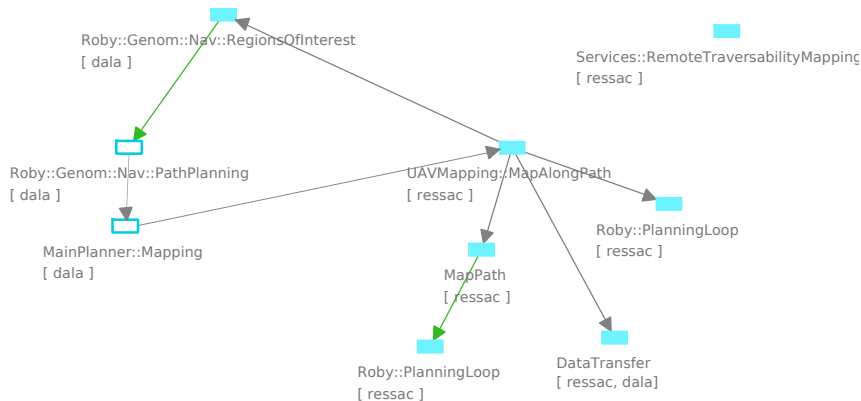 Roby::Genom::Nav::RegionsOfInterest
[ dala ]
Services::RemoteTraversabilityMapping
[ ressac ]
Roby::Genom::Nav::PathPlanning
[ dala ]
UAVMapping::MapAlongPath
[ ressac ]
Roby::PlanningLoop
[ ressac ]
MainPlanner::Mapping
[ dala ]
MapPath
[ ressac ]
Roby::PlanningLoop
[ ressac ]
DataTransfer
[ ressac, dala]